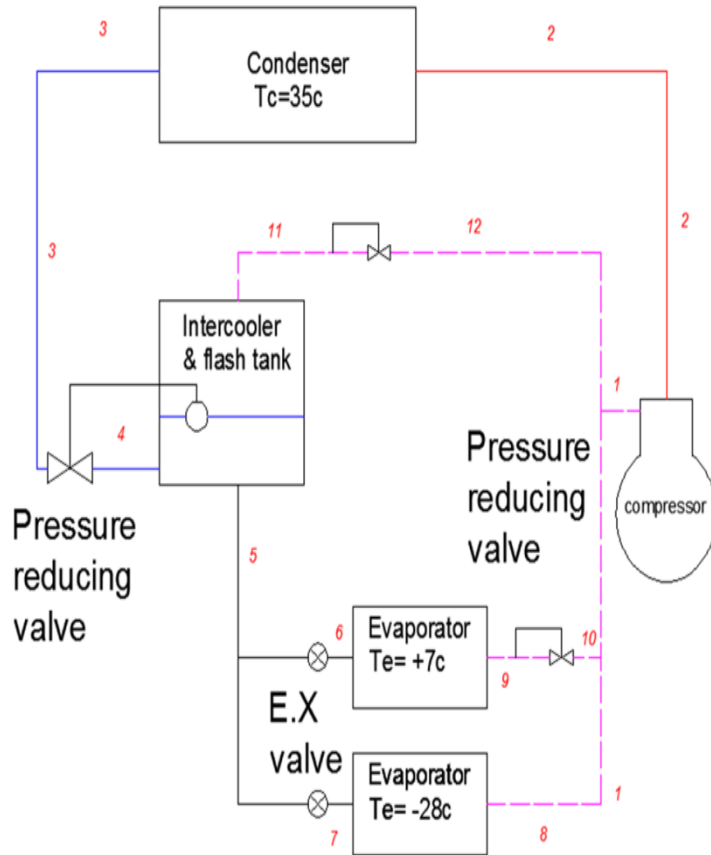 3
2
Condenser
Tc=35c
11
12
2
3
Intercooler
& flash tank
1
4
Pressure
reducing
valve
compressor
Pressure
reducing
valve
5
6
Evaporator
Te= +7c
10
9
E.X
valve
Evaporator
Te= -28c
1
7
8